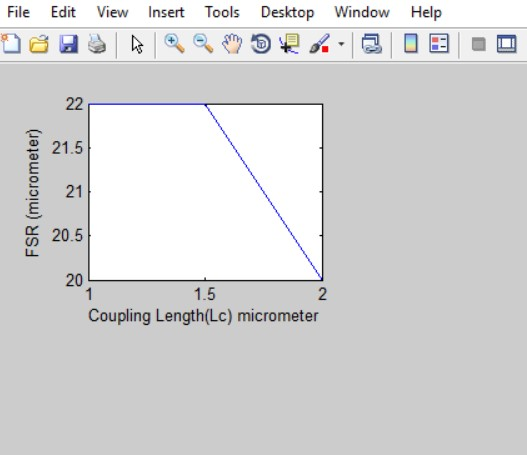 File Edit View Insert Tools Desktop Window Help
22
21.5
21
20.5
20
FSR (micrometer)
1 1.5 2
Coupling Length(Lc) micrometer